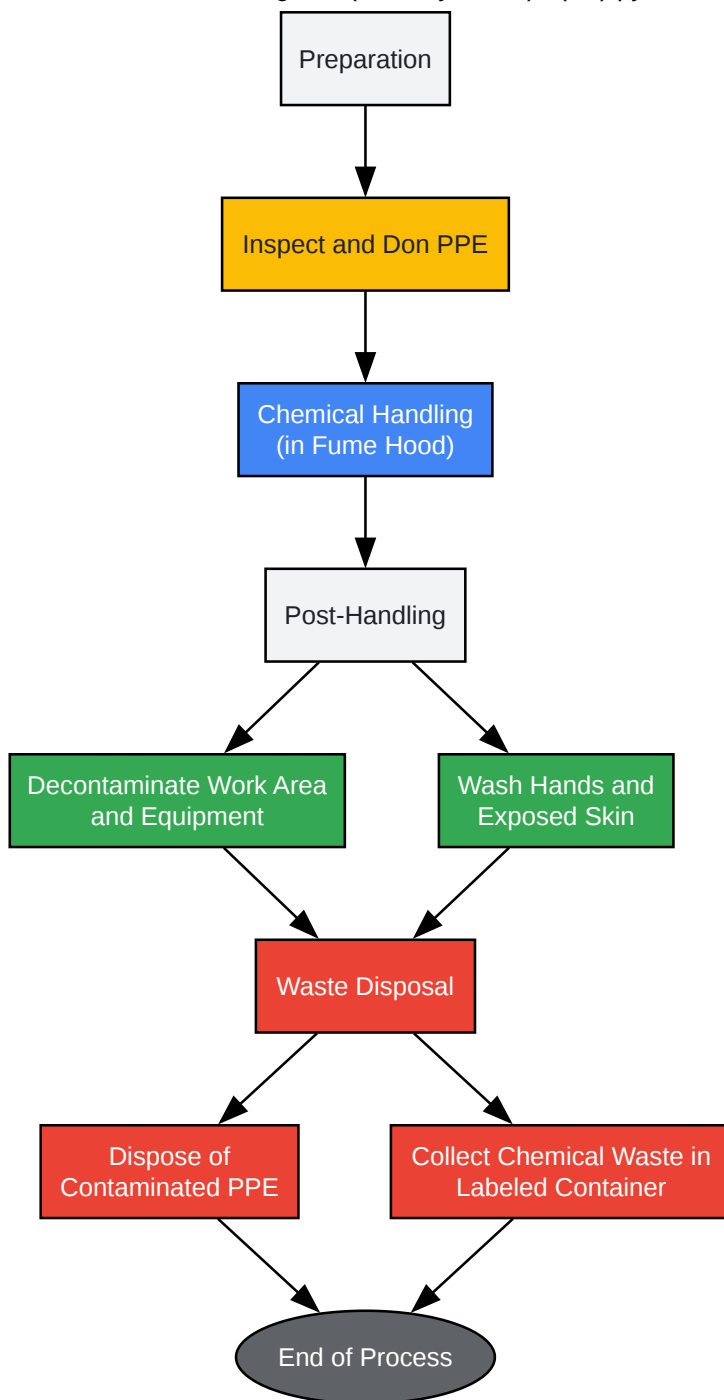 Preparation
Inspect and Don PPE
Chemical Handling
(in Fume Hood)
Post-Handling
Decontaminate Work Area
and Equipment
Wash Hands and
Exposed Skin
Waste Disposal
Dispose of
Contaminated PPE
Collect Chemical Waste in
Labeled Container
End of Process